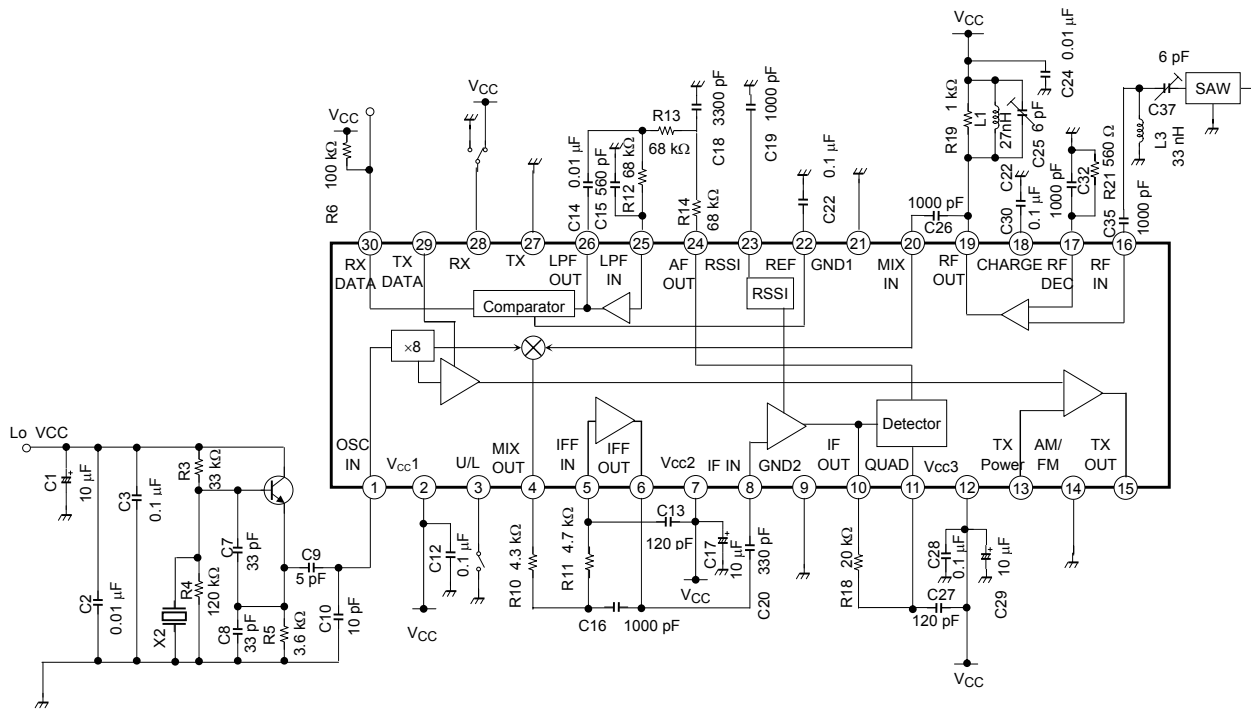 VCC
0.01 µF
C24
6 pF
C37
SAW
L3
33 nH
VCC
VCC
100 kΩ
R6
C14 0.01 µF
C15 560 pF
R12 68 kΩ
R13
68 kΩ
C18 3300 pF
R14
68 kΩ
C19 1000 pF
C22 0.1 µF
1000 pF
C26
R19 1 kΩ
L1
27nH
C25 6 pF
C22
C30
0.1 µF
1000 pF
C32
R21 560 Ω
C35
1000 pF
30 29 28 27 26 25 24 23 22 21 20 19 18 17 16
RX DATA
TX DATA
RX
TX
LPF OUT
LPF IN
AF OUT
RSSI
REF
GND1
MIX IN
RF OUT
CHARGE
RF DEC
RF IN
Comparator
RSSI
×8
Detector
OSC IN
Vcc1
U/L
MIX OUT
IFF IN
IFF OUT
Vcc2
IF IN
GND2
IF OUT
QUAD
Vcc3
TX Power
AM/ FM
TX OUT
1 2 3 4 5 6 7 8 9 10 11 12 13 14 15
Lo VCC
C1
10 µF
C2
0.01 µF
C3
0.1 µF
R3
33 kΩ
R4
120 kΩ
X2
C7
33 pF
C8
33 pF
R5
3.6 kΩ
C9
5 pF
C10
10 pF
C12
0.1 µF
VCC
R10 4.3 kΩ
R11 4.7 kΩ
C16
1000 pF
C13
120 pF
C17
10 µF
VCC
C20
330 pF
R18 20 kΩ
C27
120 pF
C28
0.1 µF
10 µF
C29
VCC